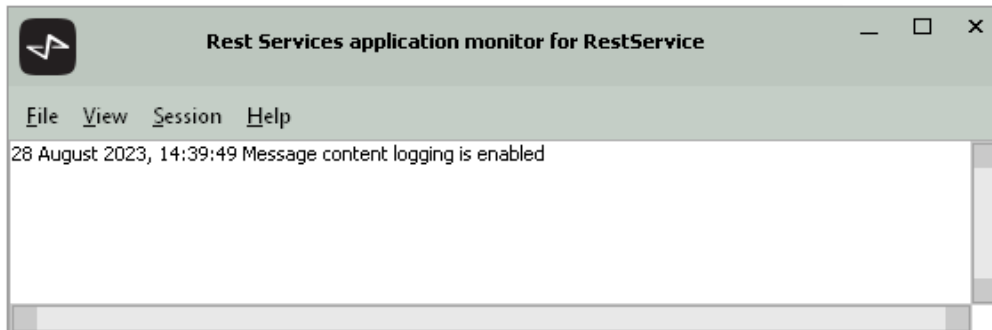 Rest Services application monitor for RestService
File View Session Help
28 August 2023, 14:39:49 Message content logging is enabled